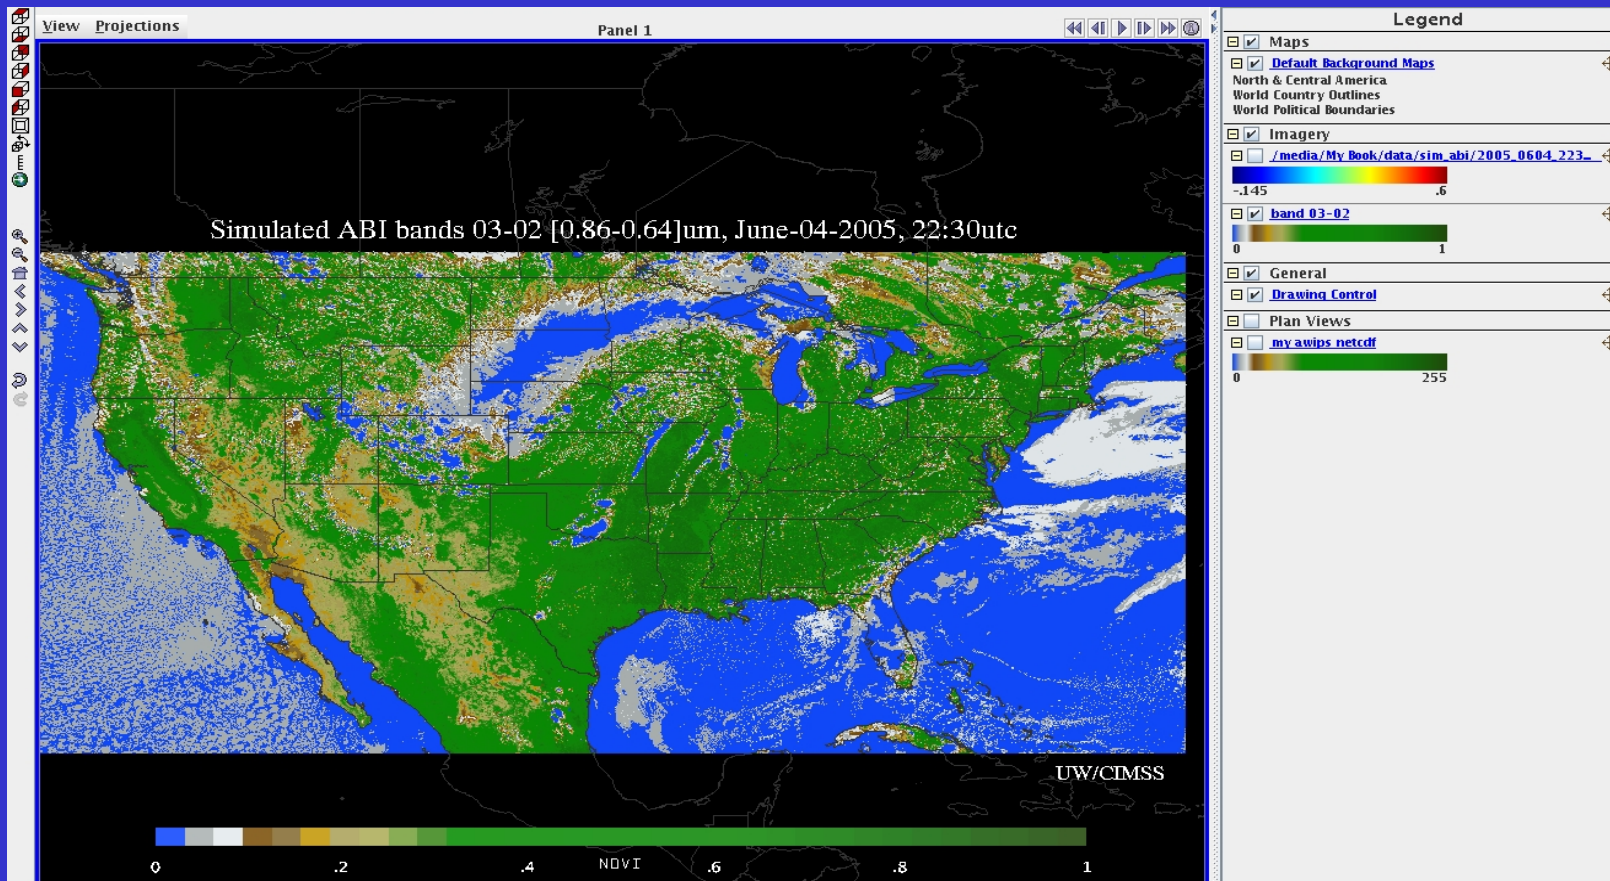 View Projections
Panel 1
Simulated ABI bands 03-02 [0.86-0.64]um, June-04-2005, 22:30utc
UW/CIMSS
0 .2 .4 NDVI .6 .8 1
Legend
Maps
Default Background Maps
North & Central America
World Country Outlines
World Political Boundaries
Imagery
/media/My Book/data/sim_abi/2005_0604_223...
-.145 .6
band 03-02
0 1
General
Drawing Control
Plan Views
my awips netcdf
0 255